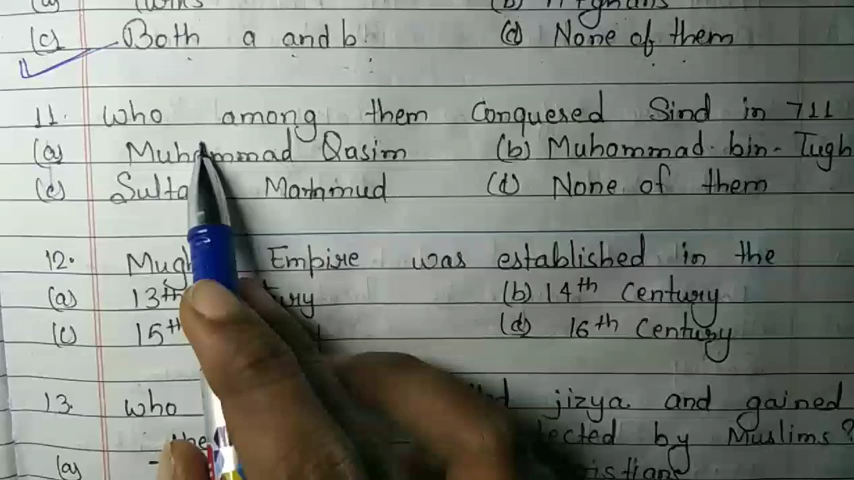 (c) Both a and b. (d) None of them
11. Who among them Conquered Sind in 711
(a) Muhammad Qasim (b) Muhammad-bin-Tugh
(c) Mahmud (d) None of them
12. Empire was established in the
(a) 13th (b) 14th Century
(c) 15th (d) 16th Century
13. who jizya and gained
the by Muslims?
(a)